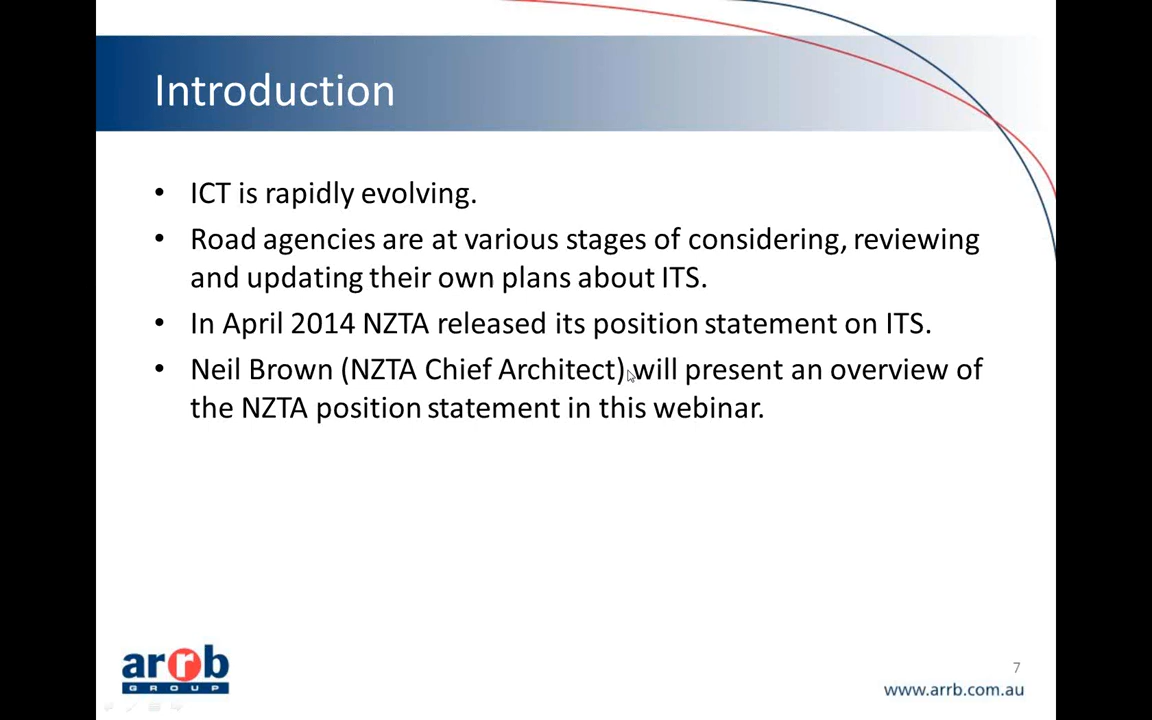 Introduction
• ICT is rapidly evolving.
• Road agencies are at various stages of considering, reviewing
and updating their own plans about ITS.
• In April 2014 NZTA released its position statement on ITS.
• Neil Brown (NZTA Chief Architect) will present an overview of
the NZTA position statement in this webinar.
arrb
GROUP
7
www.arrb.com.au